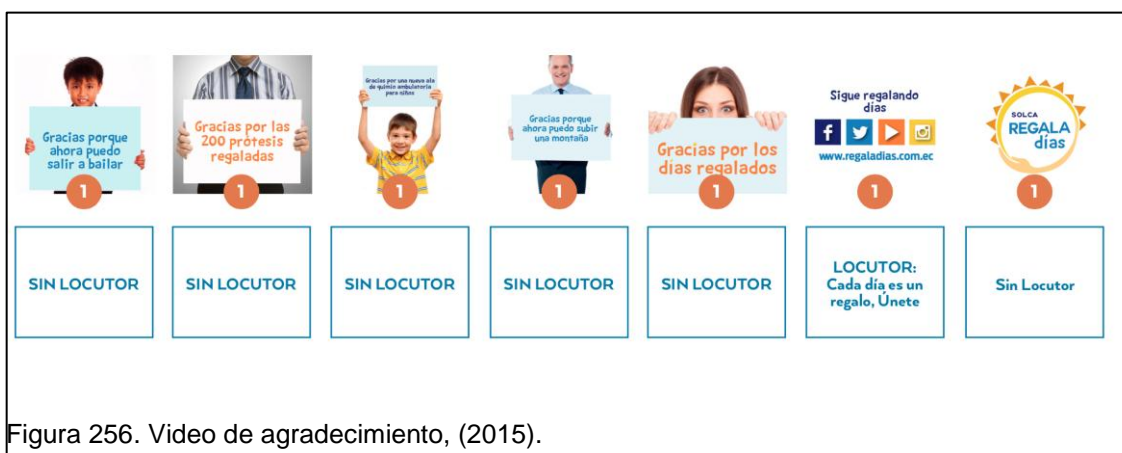 Gracias porque
ahora puedo
salir a bailar
1
Gracias por las
200 prótesis
regaladas
1
Gracias por una nueva ala
de quimio ambulatoria
para niños
1
Gracias porque
ahora puedo subir
una montaña
1
Gracias por los
días regalados
1
Sigue regalando
días
www.regaladias.com.ec
1
SOLCA
REGALA
días
1
SIN LOCUTOR
SIN LOCUTOR
SIN LOCUTOR
SIN LOCUTOR
SIN LOCUTOR
LOCUTOR:
Cada día es un
regalo, Únete
Sin Locutor
Figura 256. Video de agradecimiento, (2015).